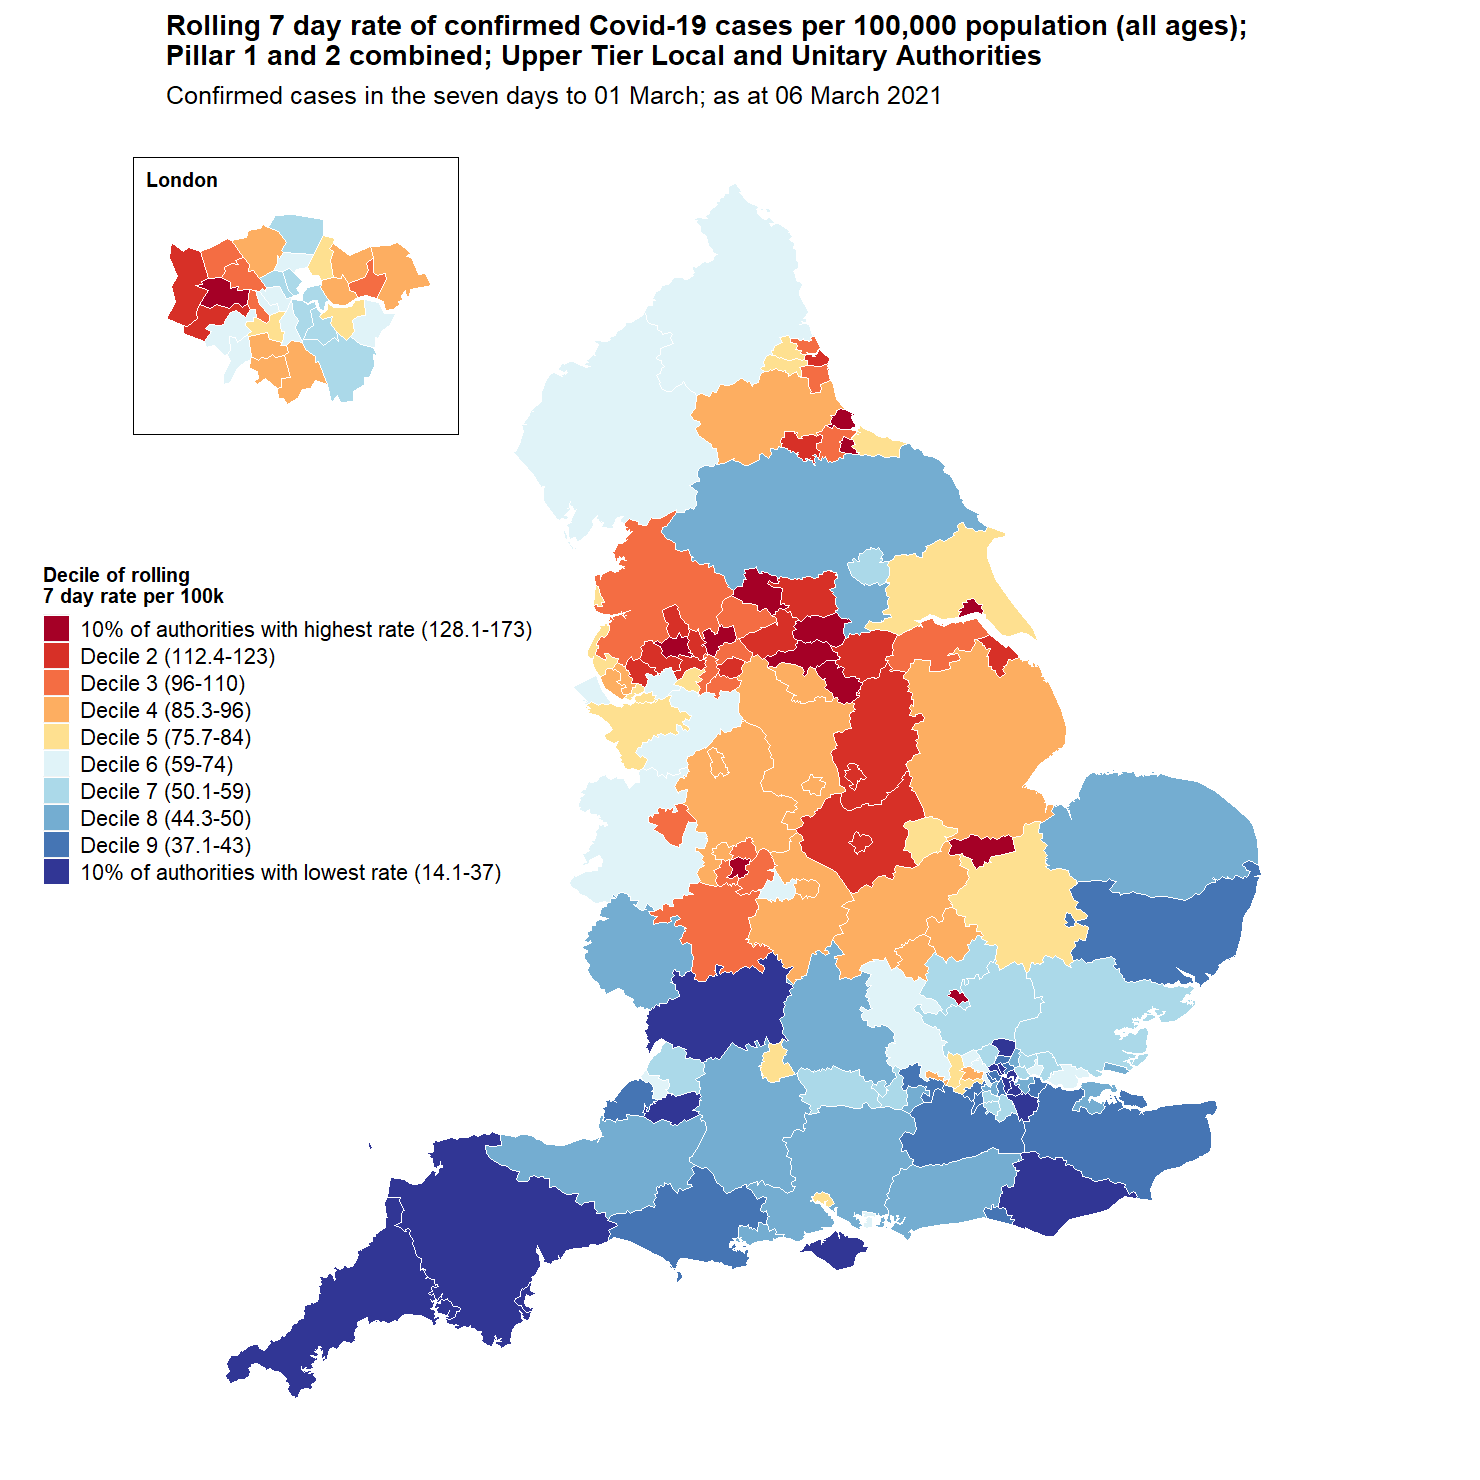 Rolling 7 day rate of confirmed Covid-19 cases per 100,000 population (all ages);
Pillar 1 and 2 combined; Upper Tier Local and Unitary Authorities
Confirmed cases in the seven days to 01 March; as at 06 March 2021
London
Decile of rolling
7 day rate per 100k
10% of authorities with highest rate (128.1-173)
Decile 2 (112.4-123)
Decile 3 (96-110)
Decile 4 (85.3-96)
Decile 5 (75.7-84)
Decile 6 (59-74)
Decile 7 (50.1-59)
Decile 8 (44.3-50)
Decile 9 (37.1-43)
10% of authorities with lowest rate (14.1-37)